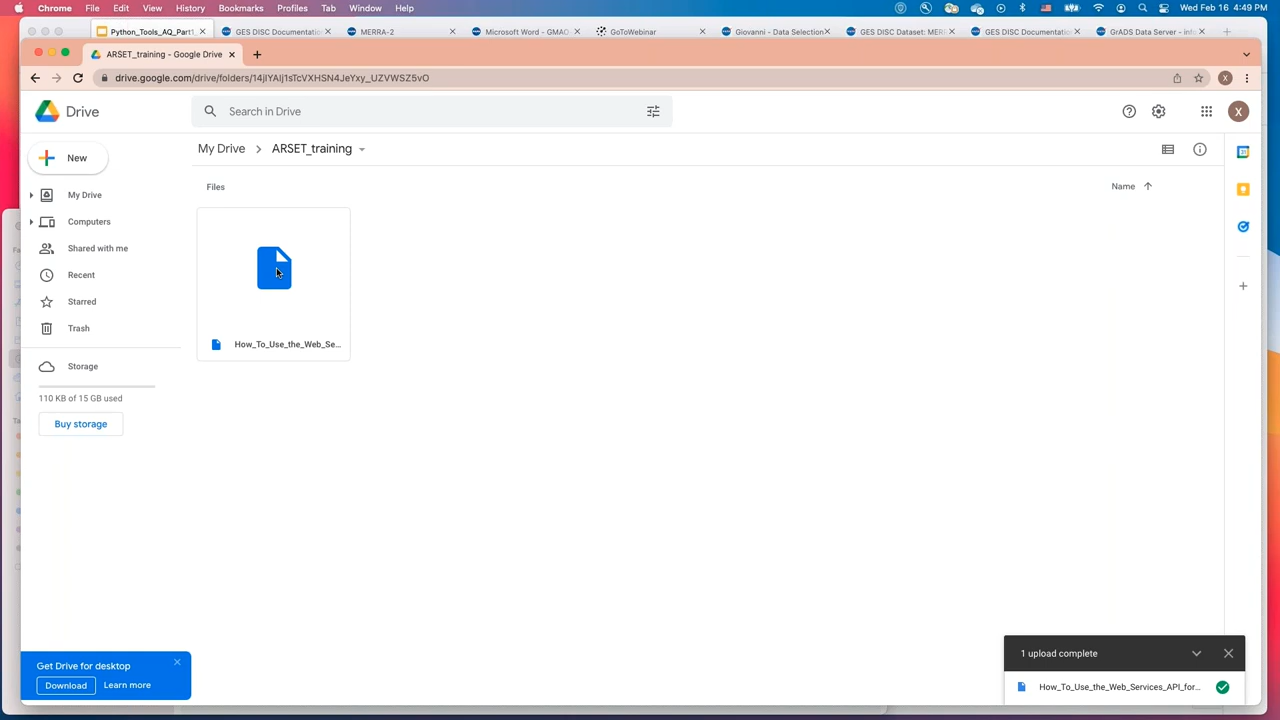 Chrome File Edit View History Bookmarks Profiles Tab Window Help Wed Feb 16 4:49 PM
Python_Tools_AQ_Part1_ GES DISC Documentatio MERRA-2 Microsoft Word - GMAO GoToWebinar Giovanni - Data Selection GES DISC Dataset: MER GES DISC Documentatio GrADS Data Server - info
ARSET_training - Google Drive
drive.google.com/drive/folders/14jIYAlj1sTcVXHSN4JeYxy_UZVWSZ5vO X
Drive Search in Drive X
New My Drive ARSET_training
Files Name
My Drive
Computers
Shared with me
Recent
Starred
Trash
How_To_Use_the_Web_Se...
Storage
110 KB of 15 GB used
Buy storage
Get Drive for desktop
Download Learn more
1 upload complete
How_To_Use_the_Web_Services_API_for...